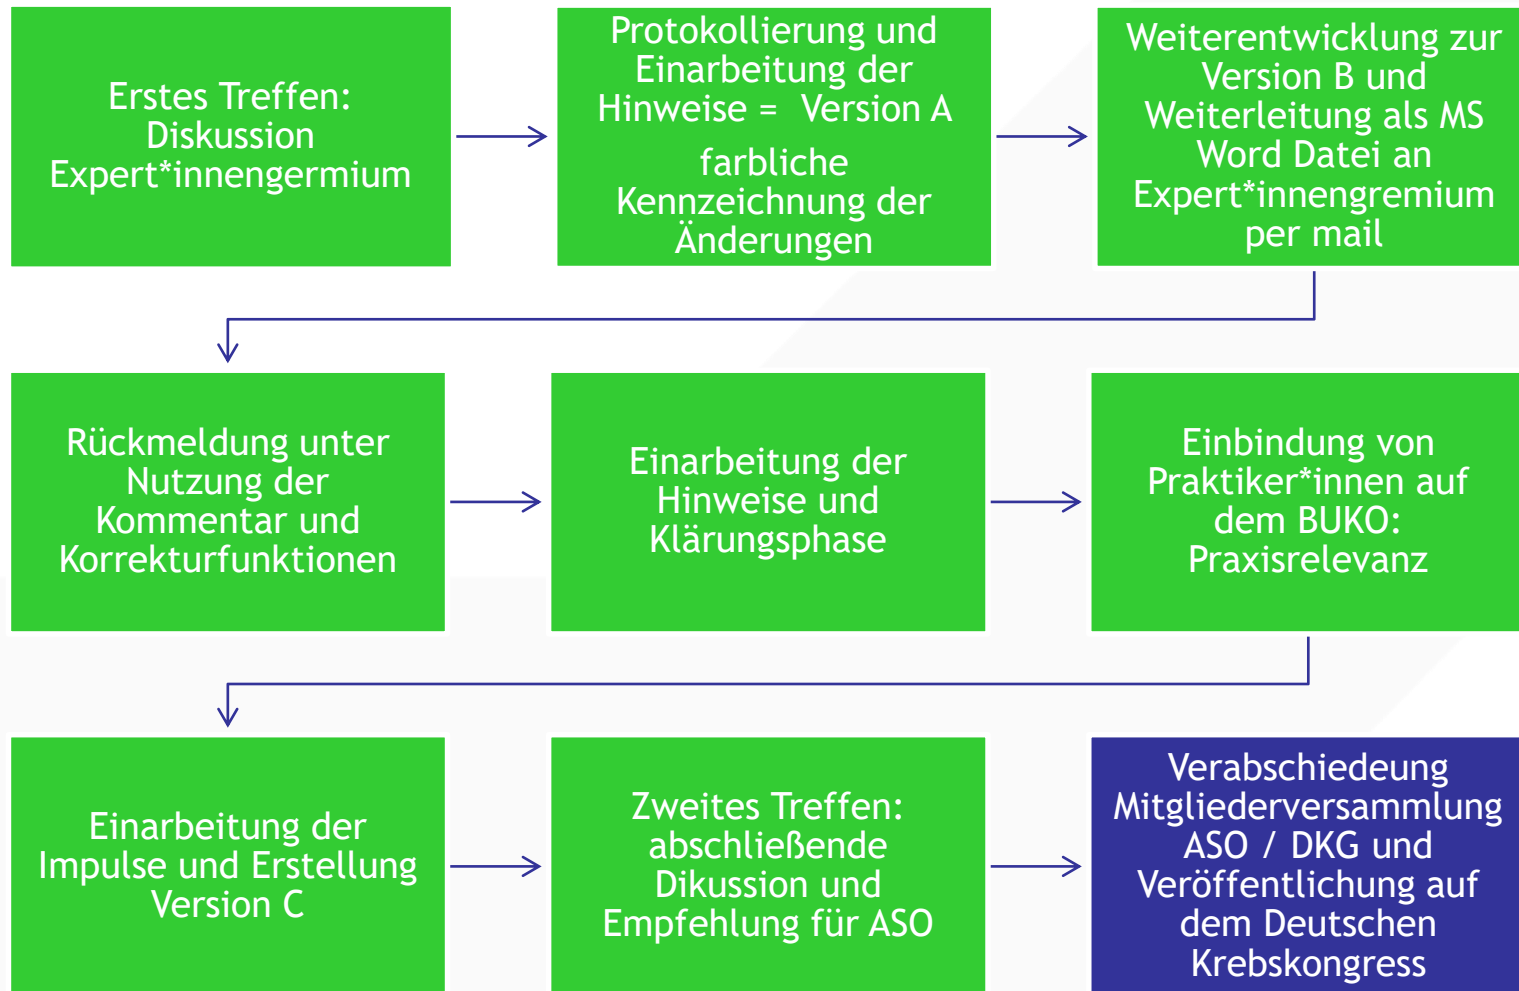 Erstes Treffen:
Diskussion
Expert*innengermium
Protokollierung und
Einarbeitung der
Hinweise = Version A
farbliche
Kennzeichnung der
Änderungen
Weiterentwicklung zur
Version B und
Weiterleitung als MS
Word Datei an
Expert*innengremium
per mail
Rückmeldung unter
Nutzung der
Kommentar und
Korrekturfunktionen
Einarbeitung der
Hinweise und
Klärungsphase
Einbindung von
Praktiker*innen auf
dem BUKO:
Praxisrelevanz
Einarbeitung der
Impulse und Erstellung
Version C
Zweites Treffen:
abschließende
Dikussion und
Empfehlung für ASO
Verabschiedeung
Mitgliederversammlung
ASO / DKG und
Veröffentlichung auf
dem Deutschen
Krebskongress